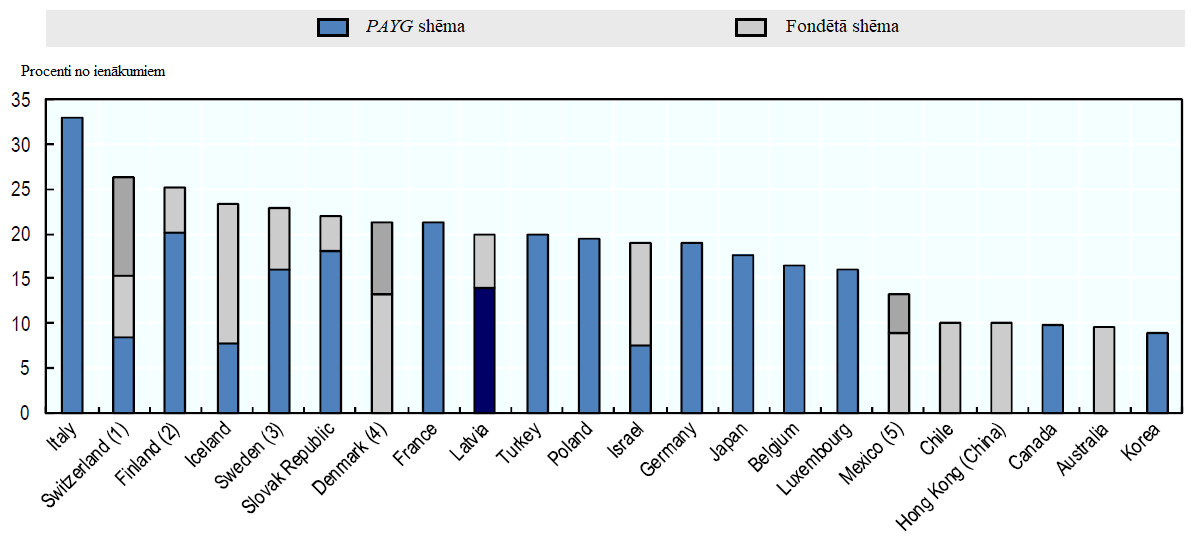 PAYG shēma
Fondētā shēma
Procenti no ienākumiem
35
30
25
20
15
10
5
0
Italy
Switzerland (1)
Finland (2)
Iceland
Sweden (3)
Slovak Republic
Denmark (4)
France
Latvia
Turkey
Poland
Israel
Germany
Japan
Belgium
Luxembourg
Mexico (5)
Chile
Hong Kong (China)
Canada
Australia
Korea